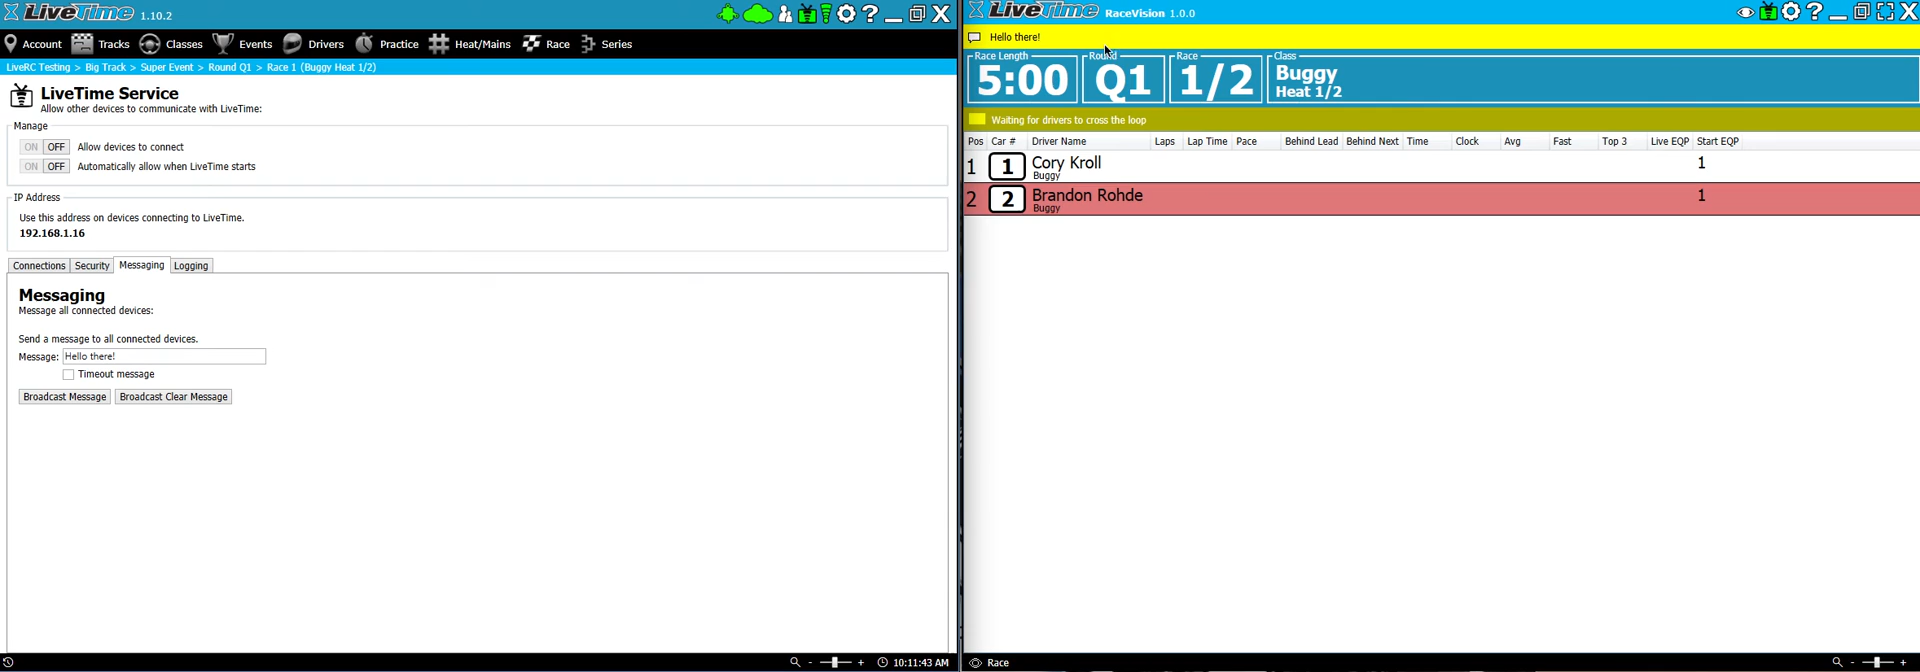 LiveTime 1.10.2
Account Tracks Classes Events Drivers Practice Heat/Mains Race Series
LiveRC Testing > Big Track > Super Event > Round Q1 > Race 1 (Buggy Heat 1/2)
LiveTime Service
Allow other devices to communicate with LiveTime:
Manage
ON OFF Allow devices to connect
ON OFF Automatically allow when LiveTime starts
IP Address
Use this address on devices connecting to LiveTime.
192.168.1.16
Connections Security Messaging Logging
Messaging
Message all connected devices:
Send a message to all connected devices.
Message: Hello there!
Timeout message
Broadcast Message Broadcast Clear Message
10:11:43 AM
LiveTime RaceVision 1.0.0
Hello there!
Race Length Round Race Class
5:00 Q1 1/2 Buggy
Heat 1/2
Waiting for drivers to cross the loop
Pos Car # Driver Name Laps Lap Time Pace Behind Lead Behind Next Time Clock Avg Fast Top 3 Live EQP Start EQP
1 1 Cory Kroll 1
Buggy
2 2 Brandon Rohde 1
Buggy
Race